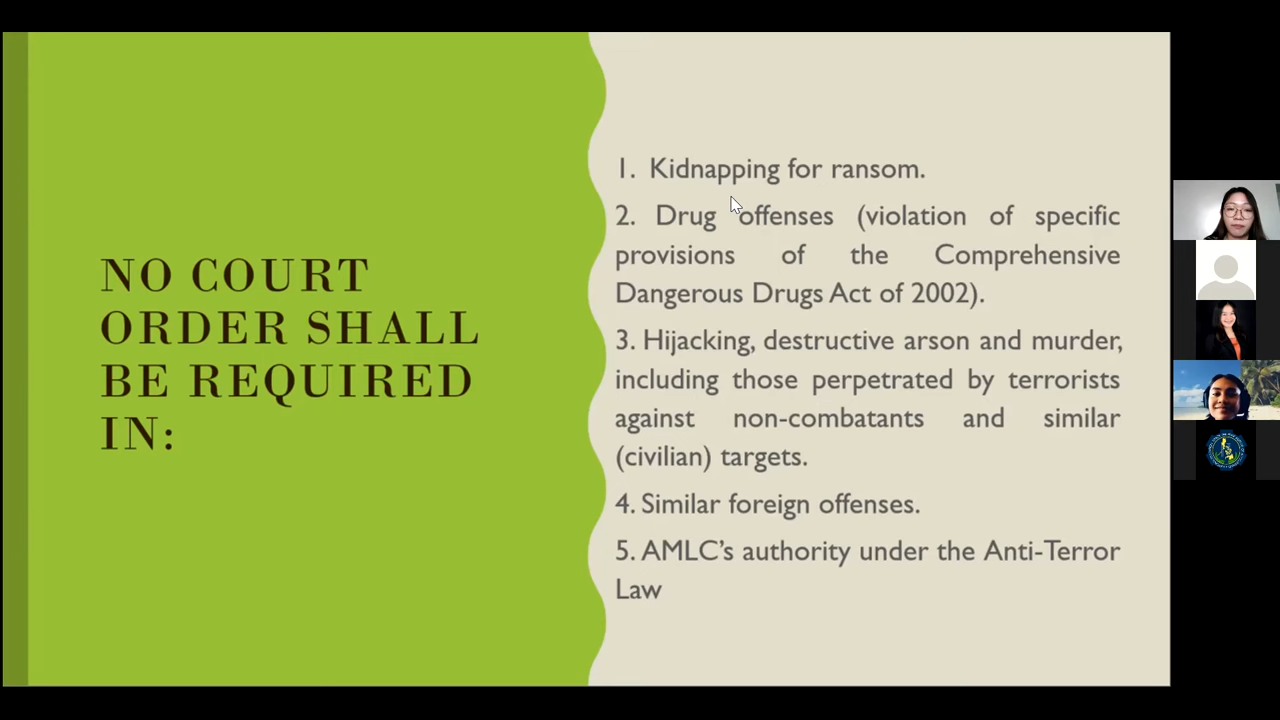 NO COURT
ORDER SHALL
BE REQUIRED
IN:
1. Kidnapping for ransom.
2. Drug offenses (violation of specific
provisions of the Comprehensive
Dangerous Drugs Act of 2002).
3. Hijacking, destructive arson and murder,
including those perpetrated by terrorists
against non-combatants and similar
(civilian) targets.
4. Similar foreign offenses.
5. AMLC’s authority under the Anti-Terror
Law